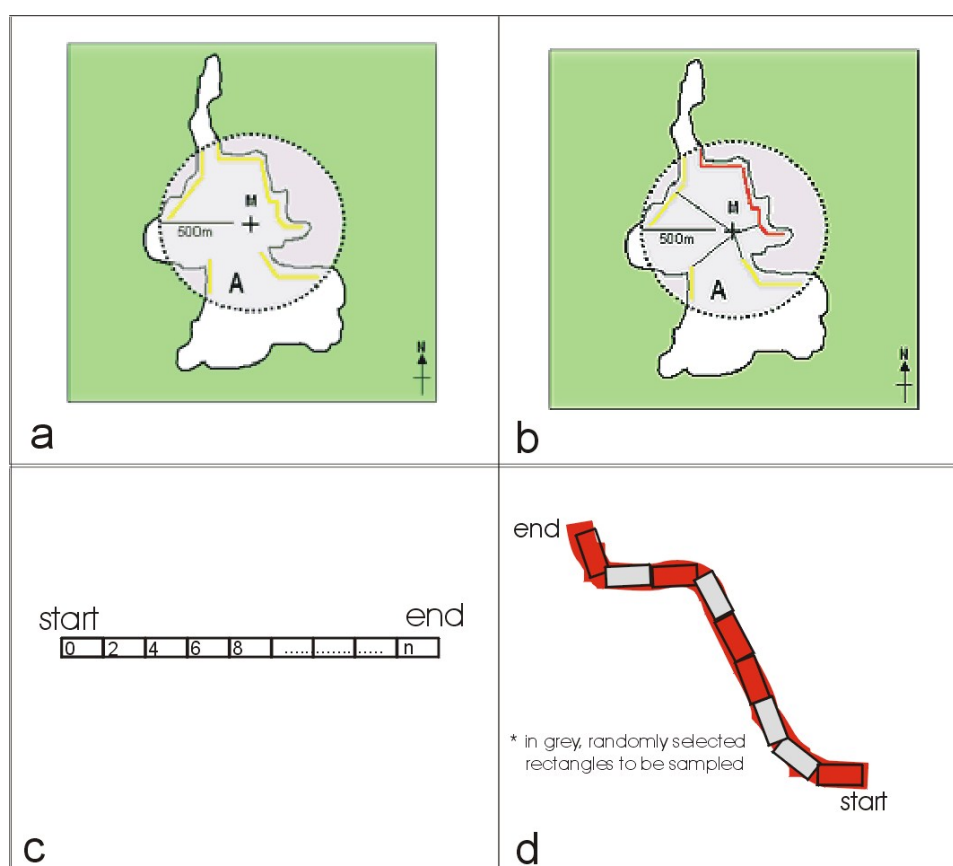 M
500m
A
N
a
M
500m
A
N
b
start end
0 2 4 6 8 ..... ....... ..... n
c
end
* in grey, randomly selected
rectangles to be sampled
start
d